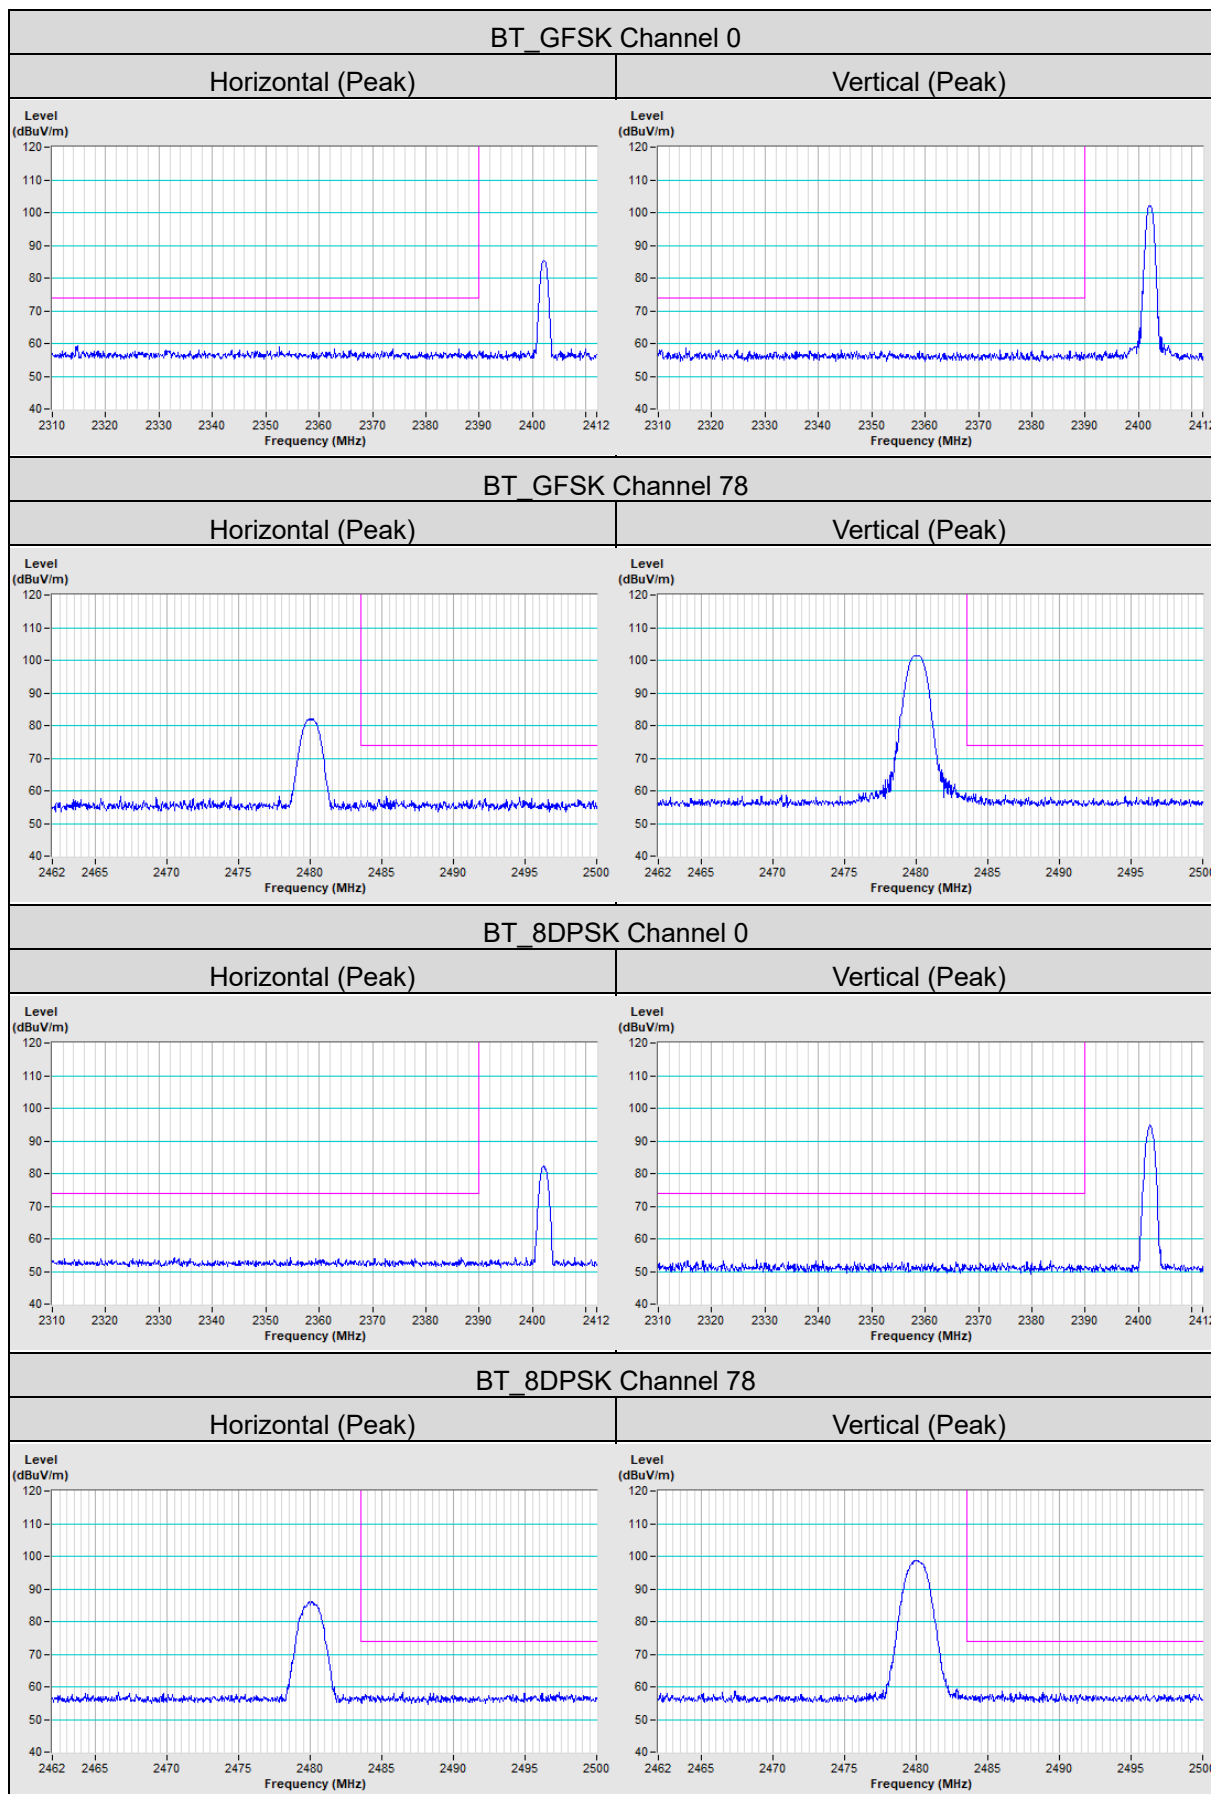 BT_GFSK Channel 0
Horizontal (Peak) Vertical (Peak)
Level Level
(dBuV/m) (dBuV/m)
120 120
110 110
100 100
90 90
80 80
70 70
60 60
50 50
40 40
2310 2320 2330 2340 2350 2360 2370 2380 2390 2400 2412 2310 2320 2330 2340 2350 2360 2370 2380 2390 2400 2412
Frequency (MHz) Frequency (MHz)
BT_GFSK Channel 78
Horizontal (Peak) Vertical (Peak)
Level Level
(dBuV/m) (dBuV/m)
120 120
110 110
100 100
90 90
80 80
70 70
60 60
50 50
40 40
2462 2465 2470 2475 2480 2485 2490 2495 2500 2462 2465 2470 2475 2480 2485 2490 2495 2500
Frequency (MHz) Frequency (MHz)
BT_8DPSK Channel 0
Horizontal (Peak) Vertical (Peak)
Level Level
(dBuV/m) (dBuV/m)
120 120
110 110
100 100
90 90
80 80
70 70
60 60
50 50
40 40
2310 2320 2330 2340 2350 2360 2370 2380 2390 2400 2412 2310 2320 2330 2340 2350 2360 2370 2380 2390 2400 2412
Frequency (MHz) Frequency (MHz)
BT_8DPSK Channel 78
Horizontal (Peak) Vertical (Peak)
Level Level
(dBuV/m) (dBuV/m)
120 120
110 110
100 100
90 90
80 80
70 70
60 60
50 50
40 40
2462 2465 2470 2475 2480 2485 2490 2495 2500 2462 2465 2470 2475 2480 2485 2490 2495 2500
Frequency (MHz) Frequency (MHz)